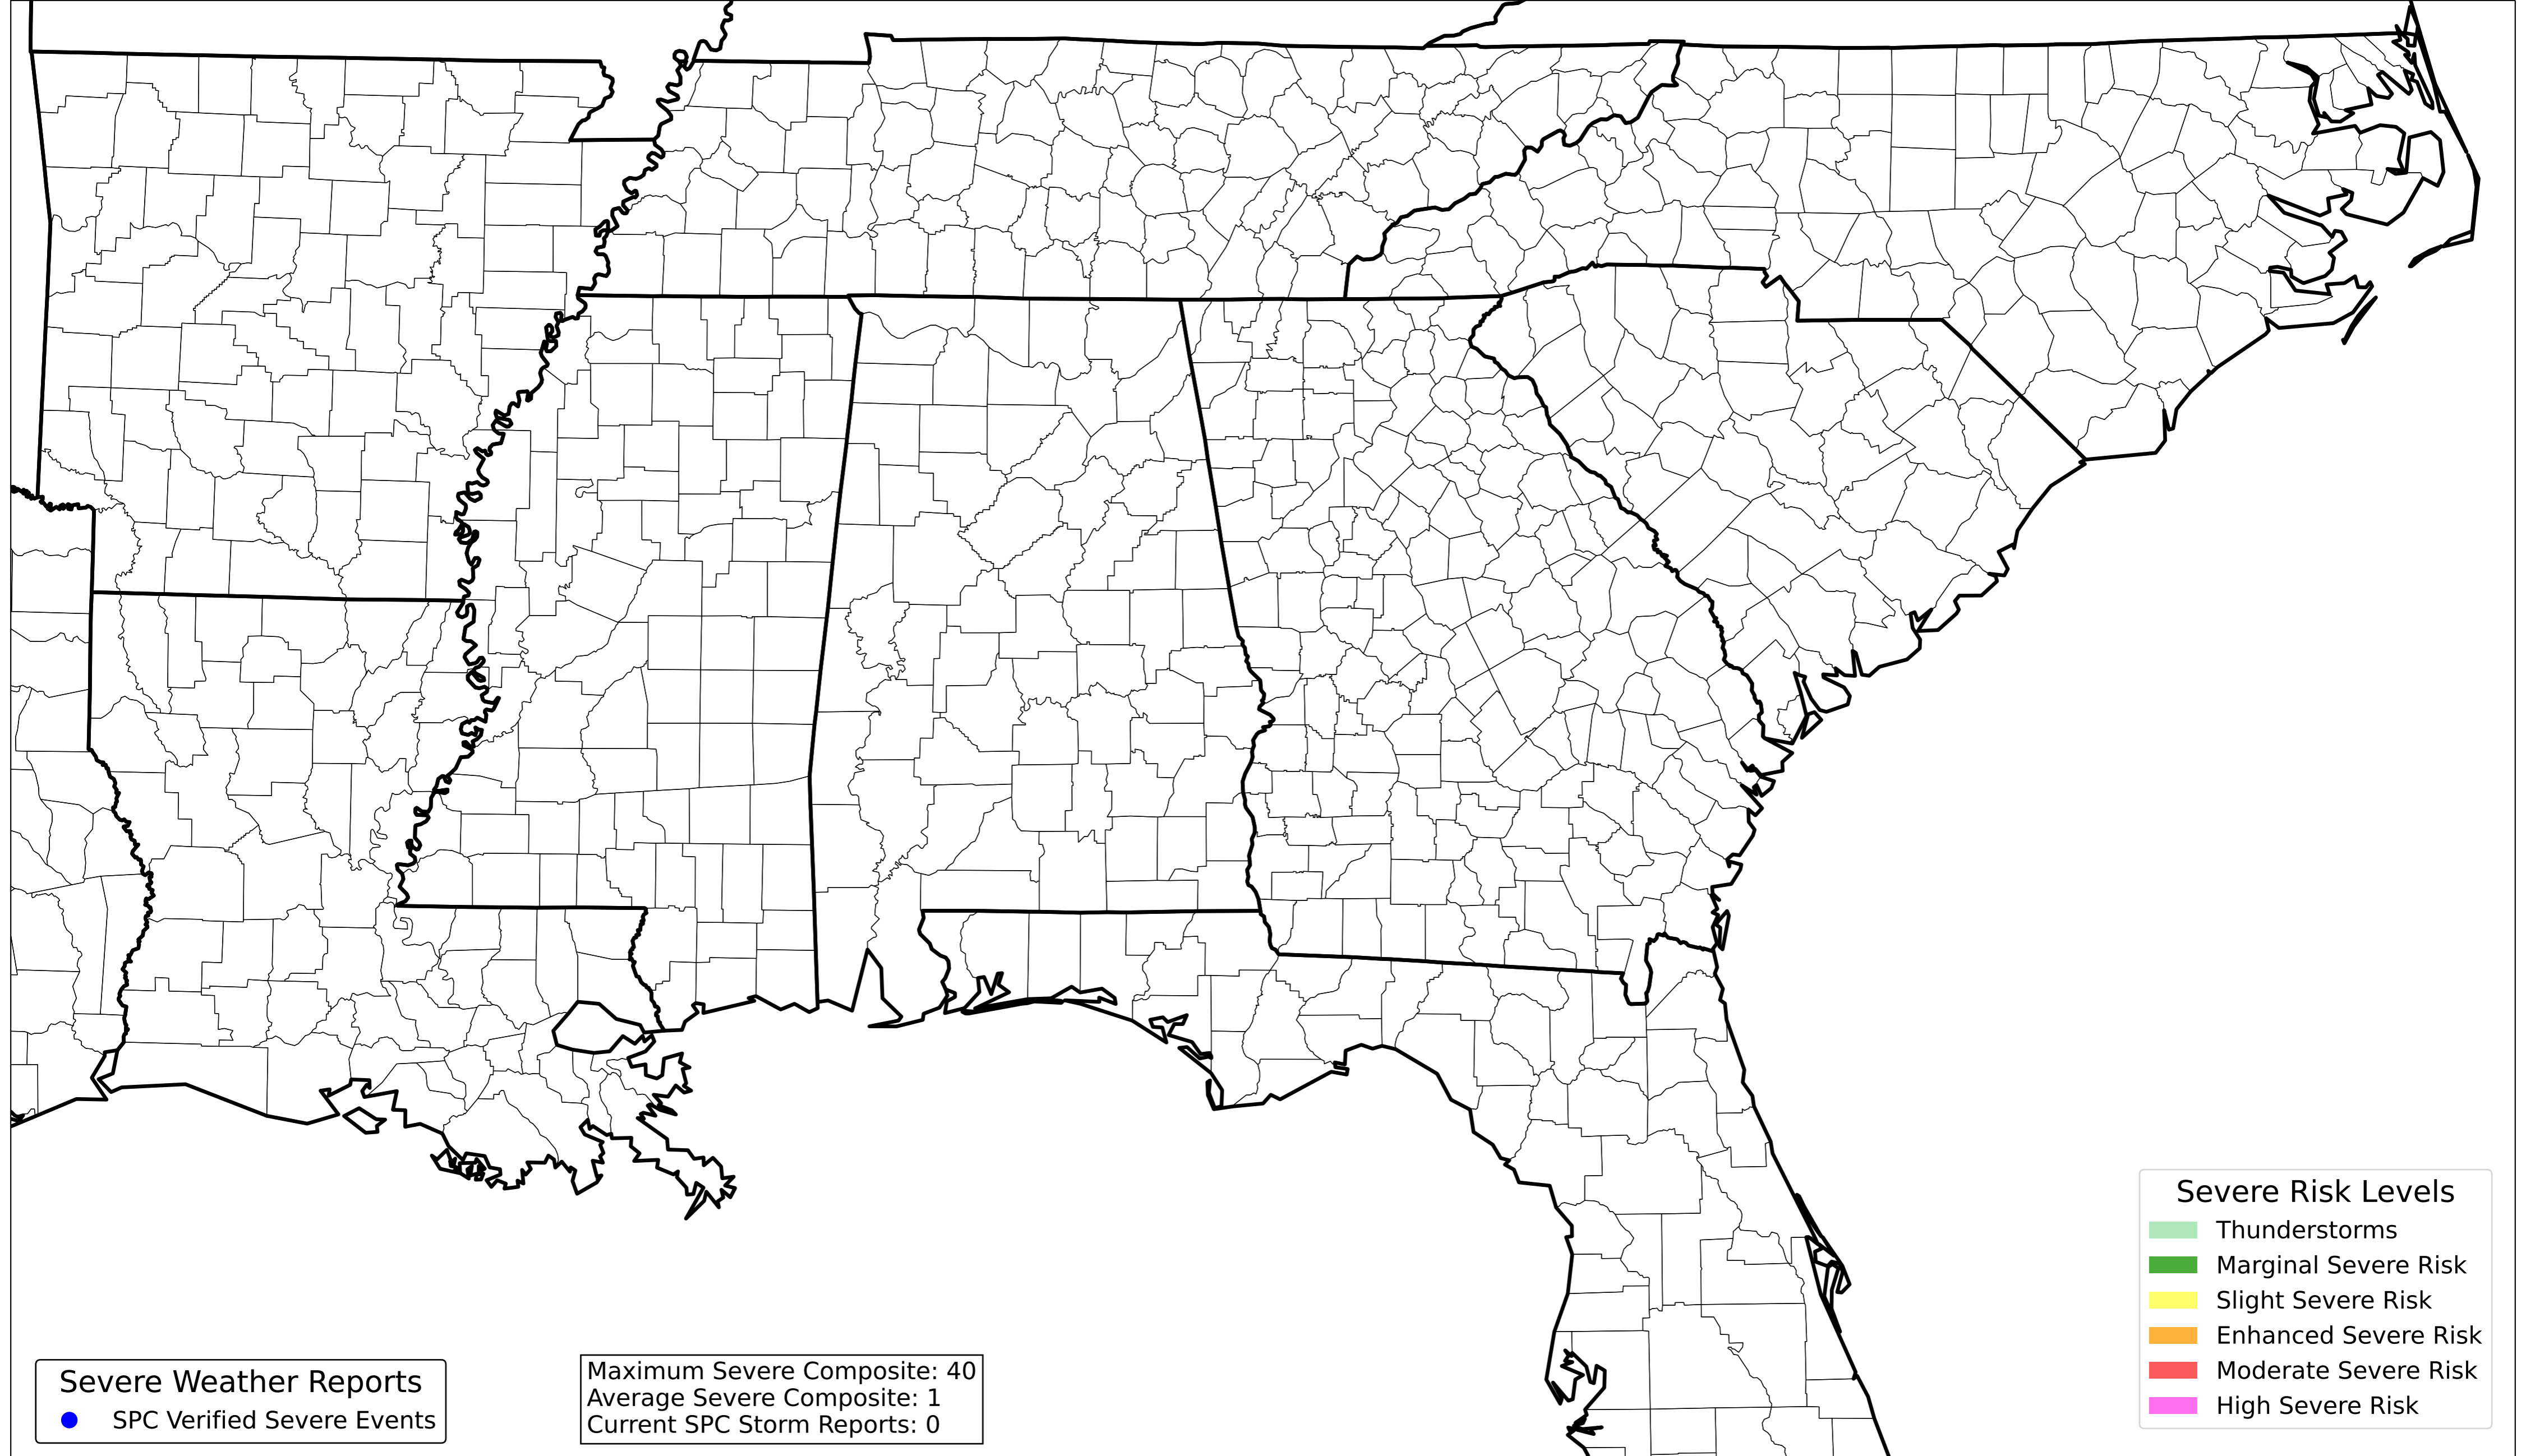 Severe Weather Reports
SPC Verified Severe Events
Maximum Severe Composite: 40
Average Severe Composite: 1
Current SPC Storm Reports: 0
Severe Risk Levels
Thunderstorms
Marginal Severe Risk
Slight Severe Risk
Enhanced Severe Risk
Moderate Severe Risk
High Severe Risk